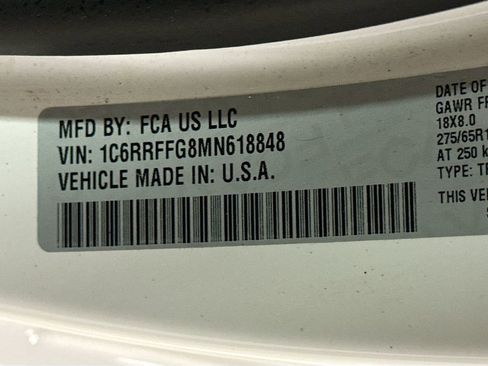 MFD BY: FCA US LLC
VIN: 1C6RRFFG8MN618848
VEHICLE MADE IN: U.S.A.
DATE OF
GAWR FR
18X8.0
275/65R1
AT 250 k
TYPE: TR
THIS VE